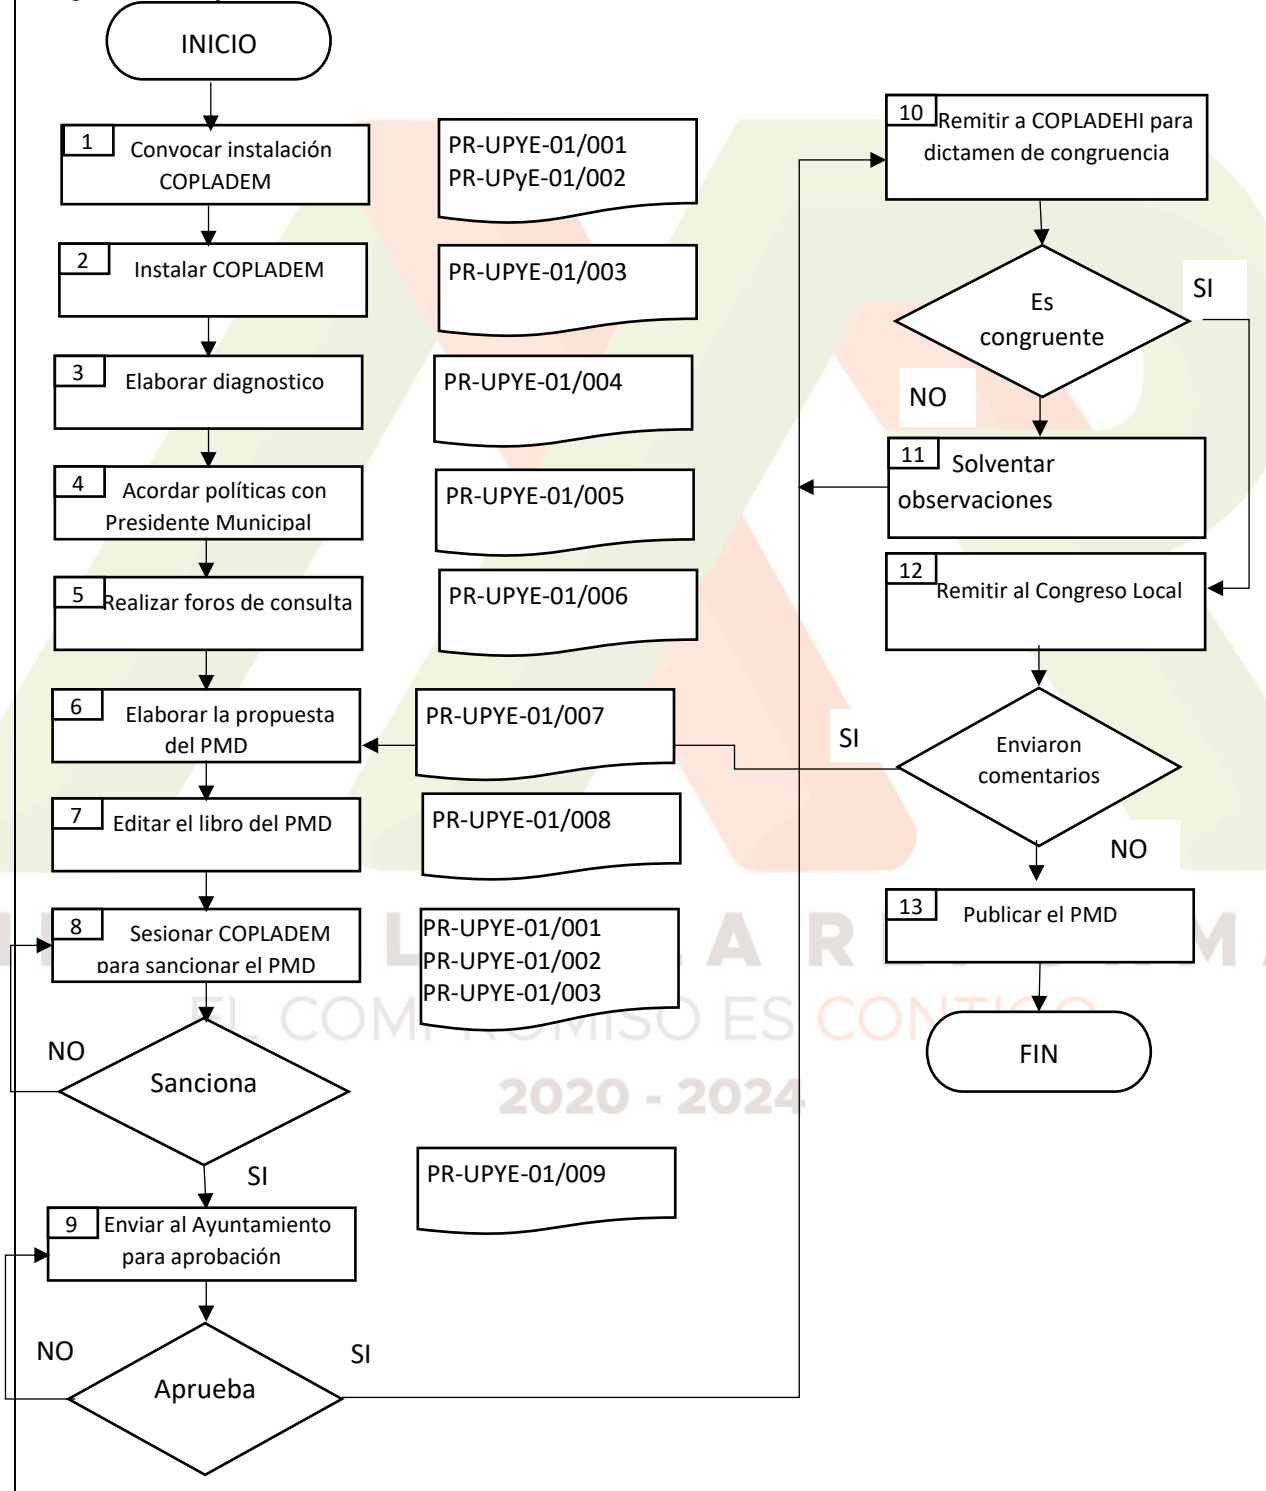 INICIO
1
Convocar instalación
COPLADEM
PR-UPYE-01/001
PR-UPyE-01/002
2
Instalar COPLADEM
PR-UPYE-01/003
3
Elaborar diagnostico
PR-UPYE-01/004
4
Acordar políticas con
Presidente Municipal
PR-UPYE-01/005
5
Realizar foros de consulta
PR-UPYE-01/006
6
Elaborar la propuesta
del PMD
PR-UPYE-01/007
7
Editar el libro del PMD
PR-UPYE-01/008
8
Sesionar COPLADEM
para sancionar el PMD
PR-UPYE-01/001
PR-UPYE-01/002
PR-UPYE-01/003
NO
Sanciona
SI
9
Enviar al Ayuntamiento
para aprobación
PR-UPYE-01/009
NO
SI
Aprueba
10
Remitir a COPLADEHI para
dictamen de congruencia
Es
congruente
SI
NO
11
Solventar
observaciones
12
Remitir al Congreso Local
SI
Enviaron
comentarios
NO
13
Publicar el PMD
FIN
EL COMPROMISO ES CONTIGO
2020 - 2024